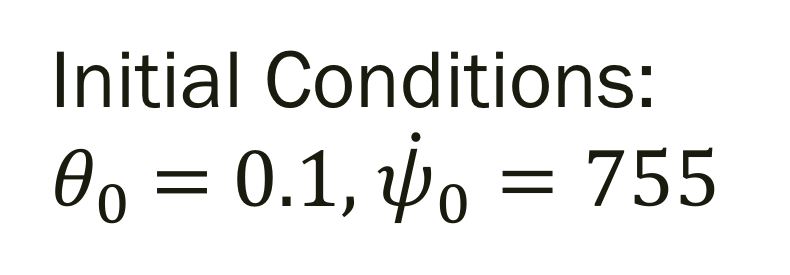 Initial Conditions:
θ₀ = 0.1, ψ̇₀ = 755